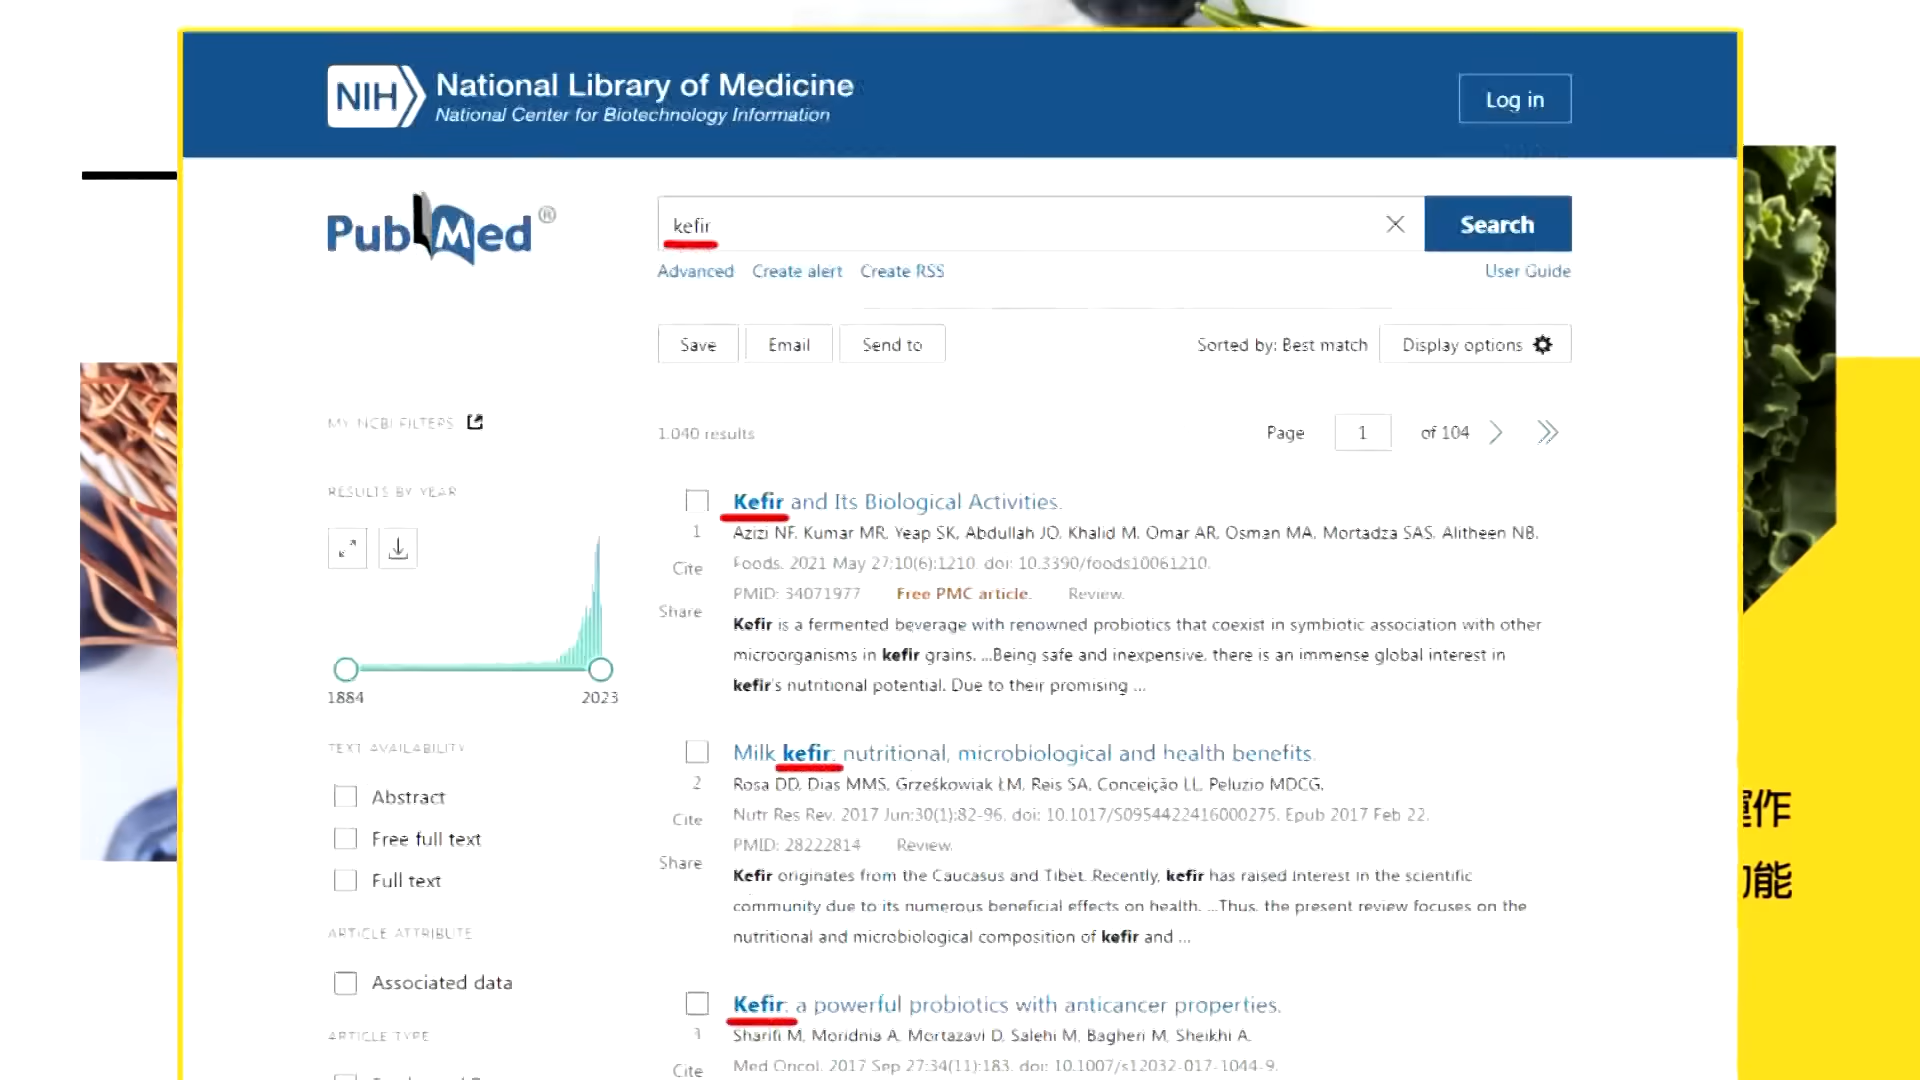 NIH National Library of Medicine
National Center for Biotechnology Information
Log in
PubMed®
kefir
Search
Advanced Create alert Create RSS
User Guide
Save Email Send to
Sorted by: Best match
Display options
MY NCBI FILTERS
1,040 results
Page 1 of 104
RESULTS BY YEAR
1884 2023
TEXT AVAILABILITY
Abstract
Free full text
Full text
ARTICLE ATTRIBUTE
Associated data
ARTICLE TYPE
Kefir and Its Biological Activities.
1
Azizi NF, Kumar MR, Yeap SK, Abdullah JO, Khalid M, Omar AR, Osman MA, Mortadza SAS, Alitheen NB.
Cite
Foods. 2021 May 27;10(6):1210. doi: 10.3390/foods10061210.
PMID: 34071977 Free PMC article. Review.
Share
Kefir is a fermented beverage with renowned probiotics that coexist in symbiotic association with other
microorganisms in kefir grains. ...Being safe and inexpensive, there is an immense global interest in
kefir's nutritional potential. Due to their promising ...
Milk kefir: nutritional, microbiological and health benefits.
2
Rosa DD, Dias MMS, Grześkowiak ŁM, Reis SA, Conceição LL, Peluzio MDCG.
Cite
Nutr Res Rev. 2017 Jun;30(1):82-96. doi: 10.1017/S0954422416000275. Epub 2017 Feb 22.
PMID: 28222814 Review.
Share
Kefir originates from the Caucasus and Tibet. Recently, kefir has raised interest in the scientific
community due to its numerous beneficial effects on health. ...Thus, the present review focuses on the
nutritional and microbiological composition of kefir and ...
Kefir: a powerful probiotics with anticancer properties.
3
Sharifi M, Moridnia A, Mortazavi D, Salehi M, Bagheri M, Sheikhi A.
Cite
Med Oncol. 2017 Sep 27;34(11):183. doi: 10.1007/s12032-017-1044-9.
作
能